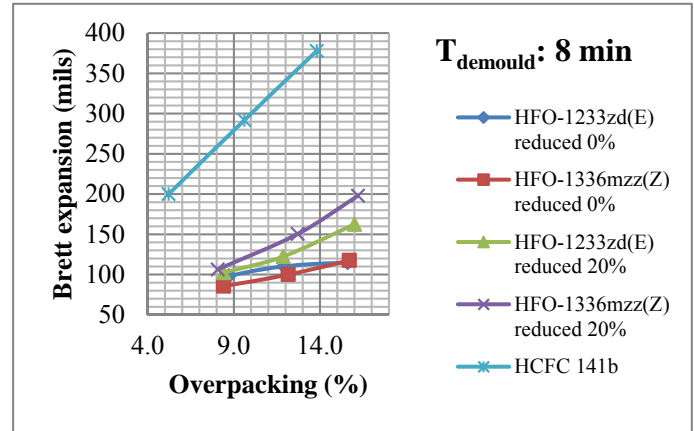 T demould: 8 min
Brett expansion (mils)
400
350
300
250
200
150
100
50
4.0 9.0 14.0
Overpacking (%)
HFO-1233zd(E)
reduced 0%
HFO-1336mzz(Z)
reduced 0%
HFO-1233zd(E)
reduced 20%
HFO-1336mzz(Z)
reduced 20%
HCFC 141b